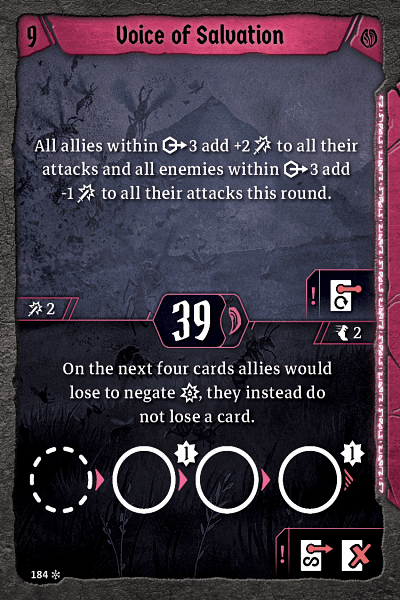 9 Voice of Salvation
All allies within 3 add +2 to all their
attacks and all enemies within 3 add
-1 to all their attacks this round.
2
!
39
2
On the next four cards allies would
lose to negate , they instead do
not lose a card.
1 1
!
184